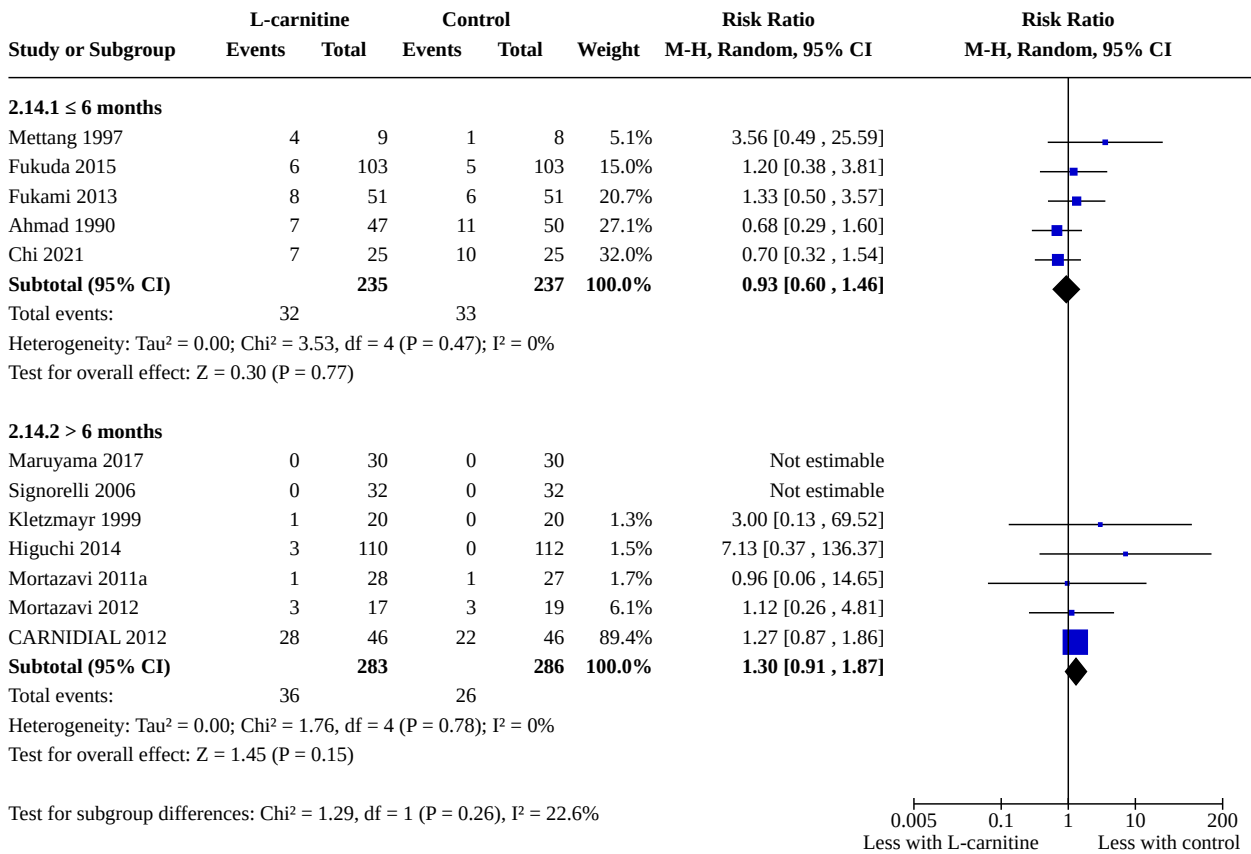 L-carnitine Control Risk Ratio Risk Ratio
Study or Subgroup Events Total Events Total Weight M-H, Random, 95% CI M-H, Random, 95% CI
2.14.1 ≤ 6 months
Mettang 1997 4 9 1 8 5.1% 3.56 [0.49 , 25.59]
Fukuda 2015 6 103 5 103 15.0% 1.20 [0.38 , 3.81]
Fukami 2013 8 51 6 51 20.7% 1.33 [0.50 , 3.57]
Ahmad 1990 7 47 11 50 27.1% 0.68 [0.29 , 1.60]
Chi 2021 7 25 10 25 32.0% 0.70 [0.32 , 1.54]
Subtotal (95% CI) 235 237 100.0% 0.93 [0.60 , 1.46]
Total events: 32 33
Heterogeneity: Tau² = 0.00; Chi² = 3.53, df = 4 (P = 0.47); I² = 0%
Test for overall effect: Z = 0.30 (P = 0.77)
2.14.2 > 6 months
Maruyama 2017 0 30 0 30 Not estimable
Signorelli 2006 0 32 0 32 Not estimable
Kletzmayr 1999 1 20 0 20 1.3% 3.00 [0.13 , 69.52]
Higuchi 2014 3 110 0 112 1.5% 7.13 [0.37 , 136.37]
Mortazavi 2011a 1 28 1 27 1.7% 0.96 [0.06 , 14.65]
Mortazavi 2012 3 17 3 19 6.1% 1.12 [0.26 , 4.81]
CARNIDIAL 2012 28 46 22 46 89.4% 1.27 [0.87 , 1.86]
Subtotal (95% CI) 283 286 100.0% 1.30 [0.91 , 1.87]
Total events: 36 26
Heterogeneity: Tau² = 0.00; Chi² = 1.76, df = 4 (P = 0.78); I² = 0%
Test for overall effect: Z = 1.45 (P = 0.15)
Test for subgroup differences: Chi² = 1.29, df = 1 (P = 0.26), I² = 22.6%
0.005 0.1 1 10 200
Less with L-carnitine Less with control